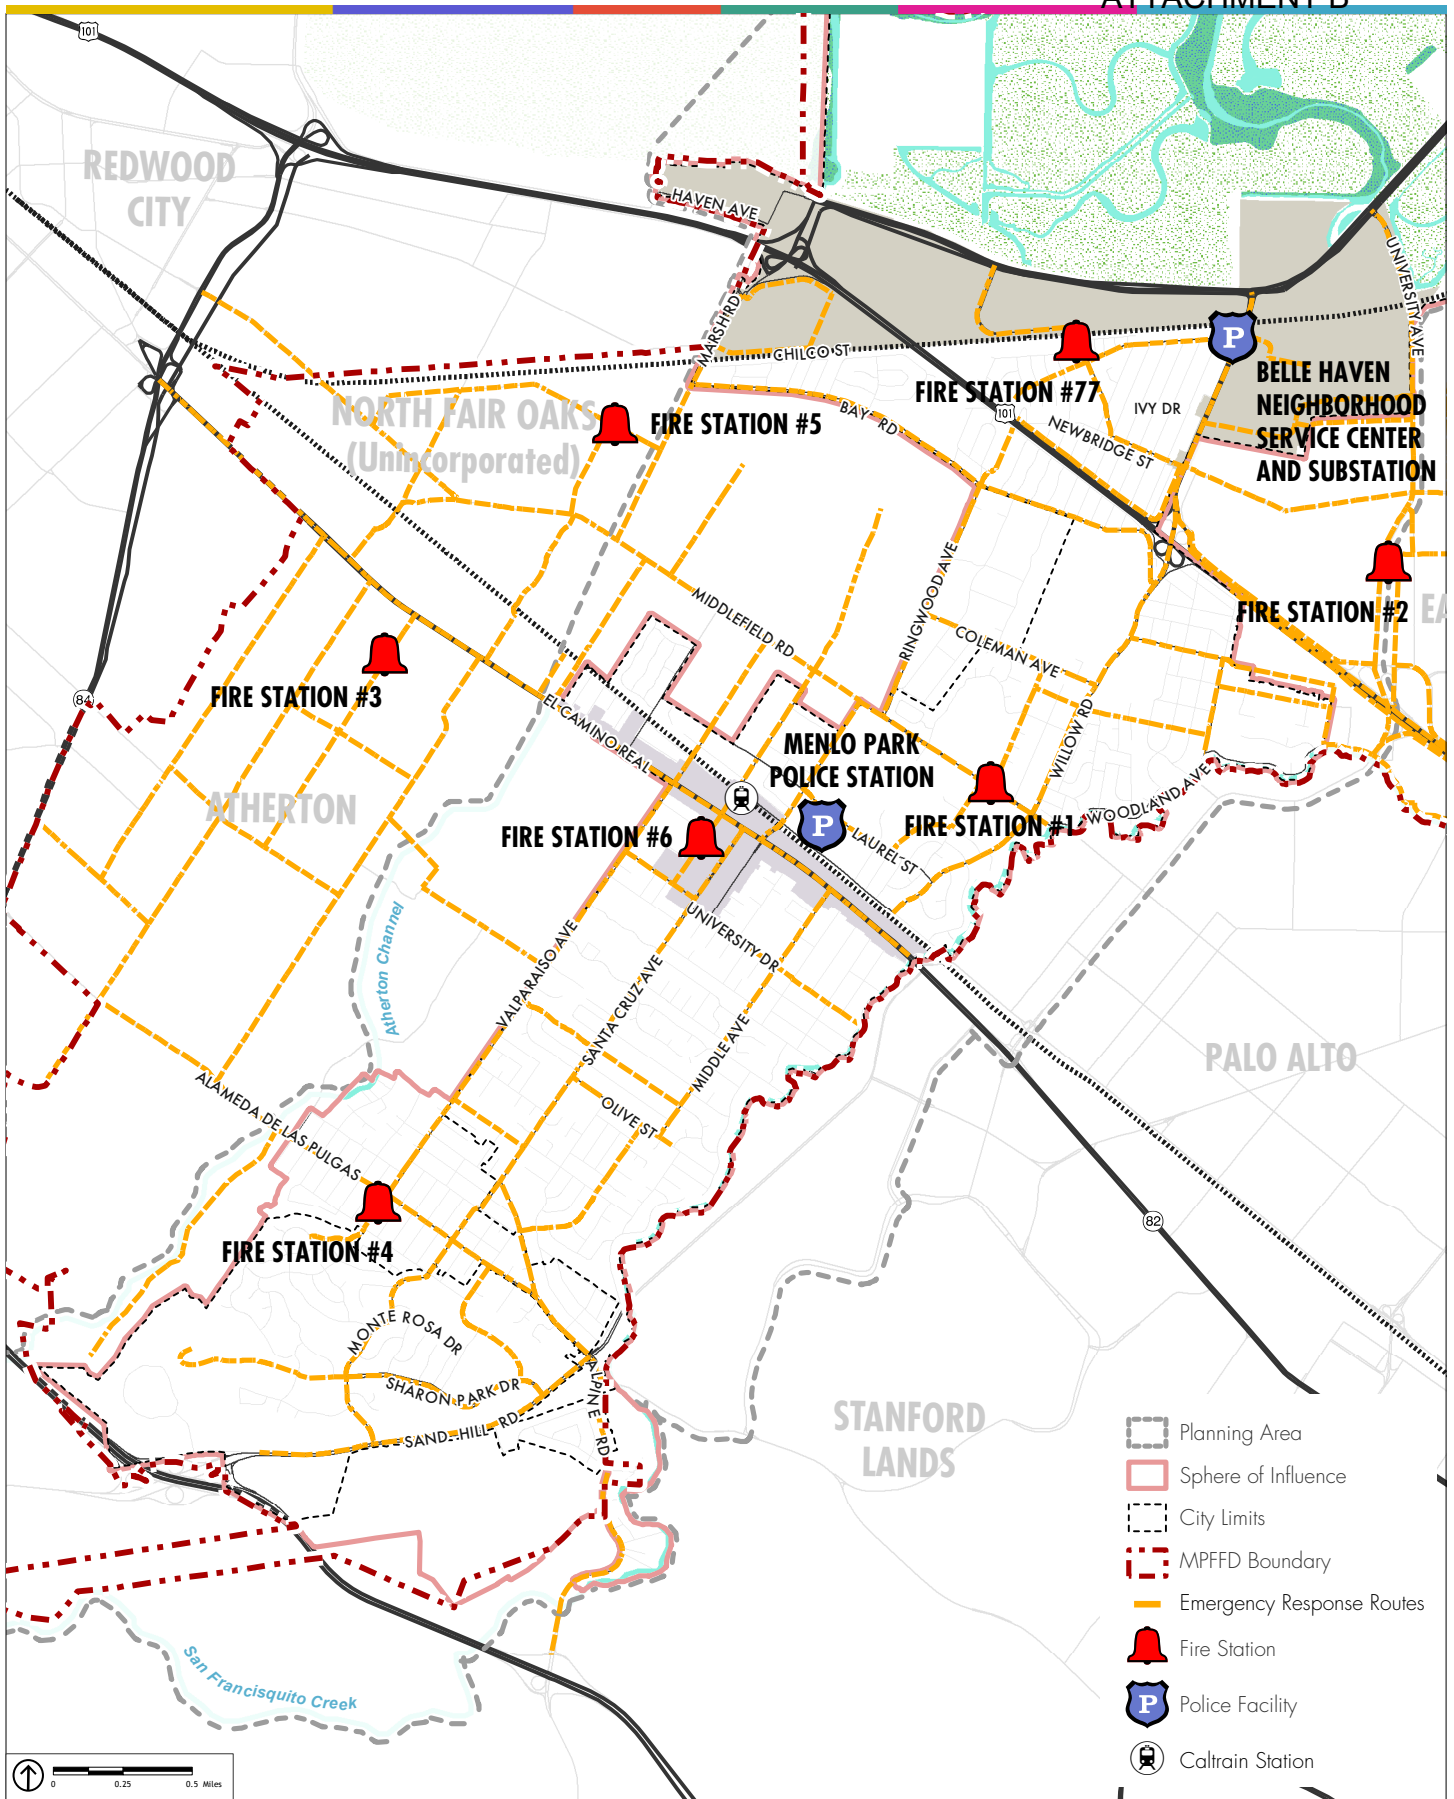 ATTACHMENT B
101
REDWOOD
CITY
HAVEN AVE
UNIVERSITY AVE
MARSH RD
CHILCO ST
P
FIRE STATION #77
BELLE HAVEN
NEIGHBORHOOD
SERVICE CENTER
AND SUBSTATION
NORTH FAIR OAKS
(Unincorporated)
FIRE STATION #5
BAY RD
101
IVY DR
NEWBRIDGE ST
RINGWOOD AVE
MIDDLEFIELD RD
COLEMAN AVE
FIRE STATION #2
EA
84
FIRE STATION #3
EL CAMINO REAL
WILLOW RD
MENLO PARK
POLICE STATION
P
WOODLAND AVE
ATHERTON
FIRE STATION #6
LAUREL ST
FIRE STATION #1
Atherton Channel
VALPARAISO AVE
UNIVERSITY DR
SANTA CRUZ AVE
MIDDLE AVE
PALO ALTO
ALAMEDA DE LAS PULGAS
OLIVE ST
82
FIRE STATION #4
MONTE ROSA DR
SHARON PARK DR
ALPINE RD
SAND HILL RD
STANFORD
LANDS
San Francisquito Creek
Planning Area
Sphere of Influence
City Limits
MPFFD Boundary
Emergency Response Routes
Fire Station
P
Police Facility
Caltrain Station
0 0.25 0.5 Miles